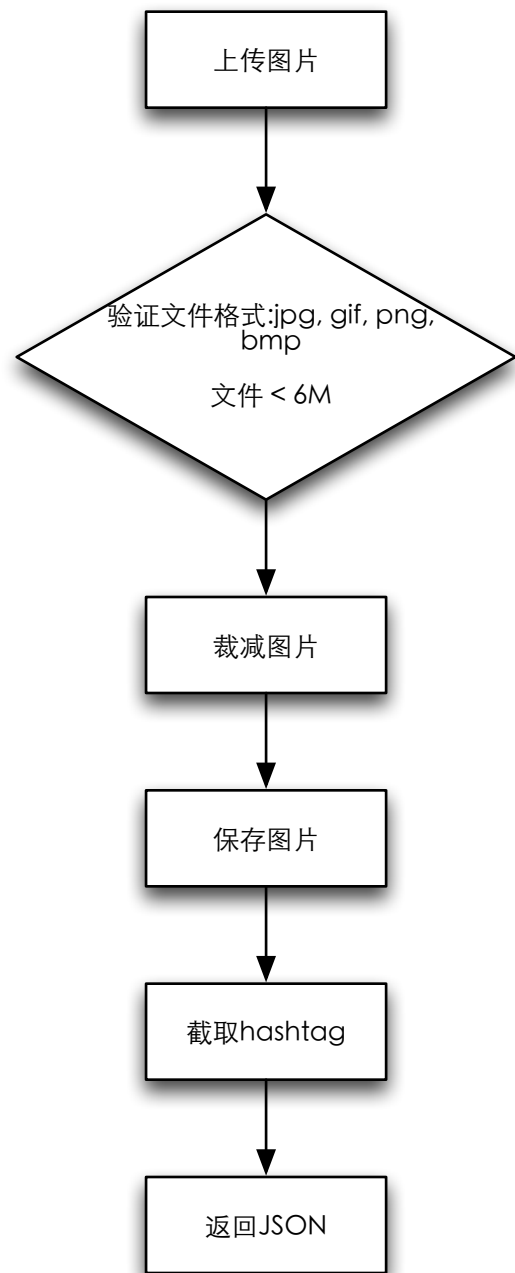 上传图片
验证文件格式:jpg, gif, png,
bmp
文件 < 6M
裁减图片
保存图片
截取hashtag
返回JSON